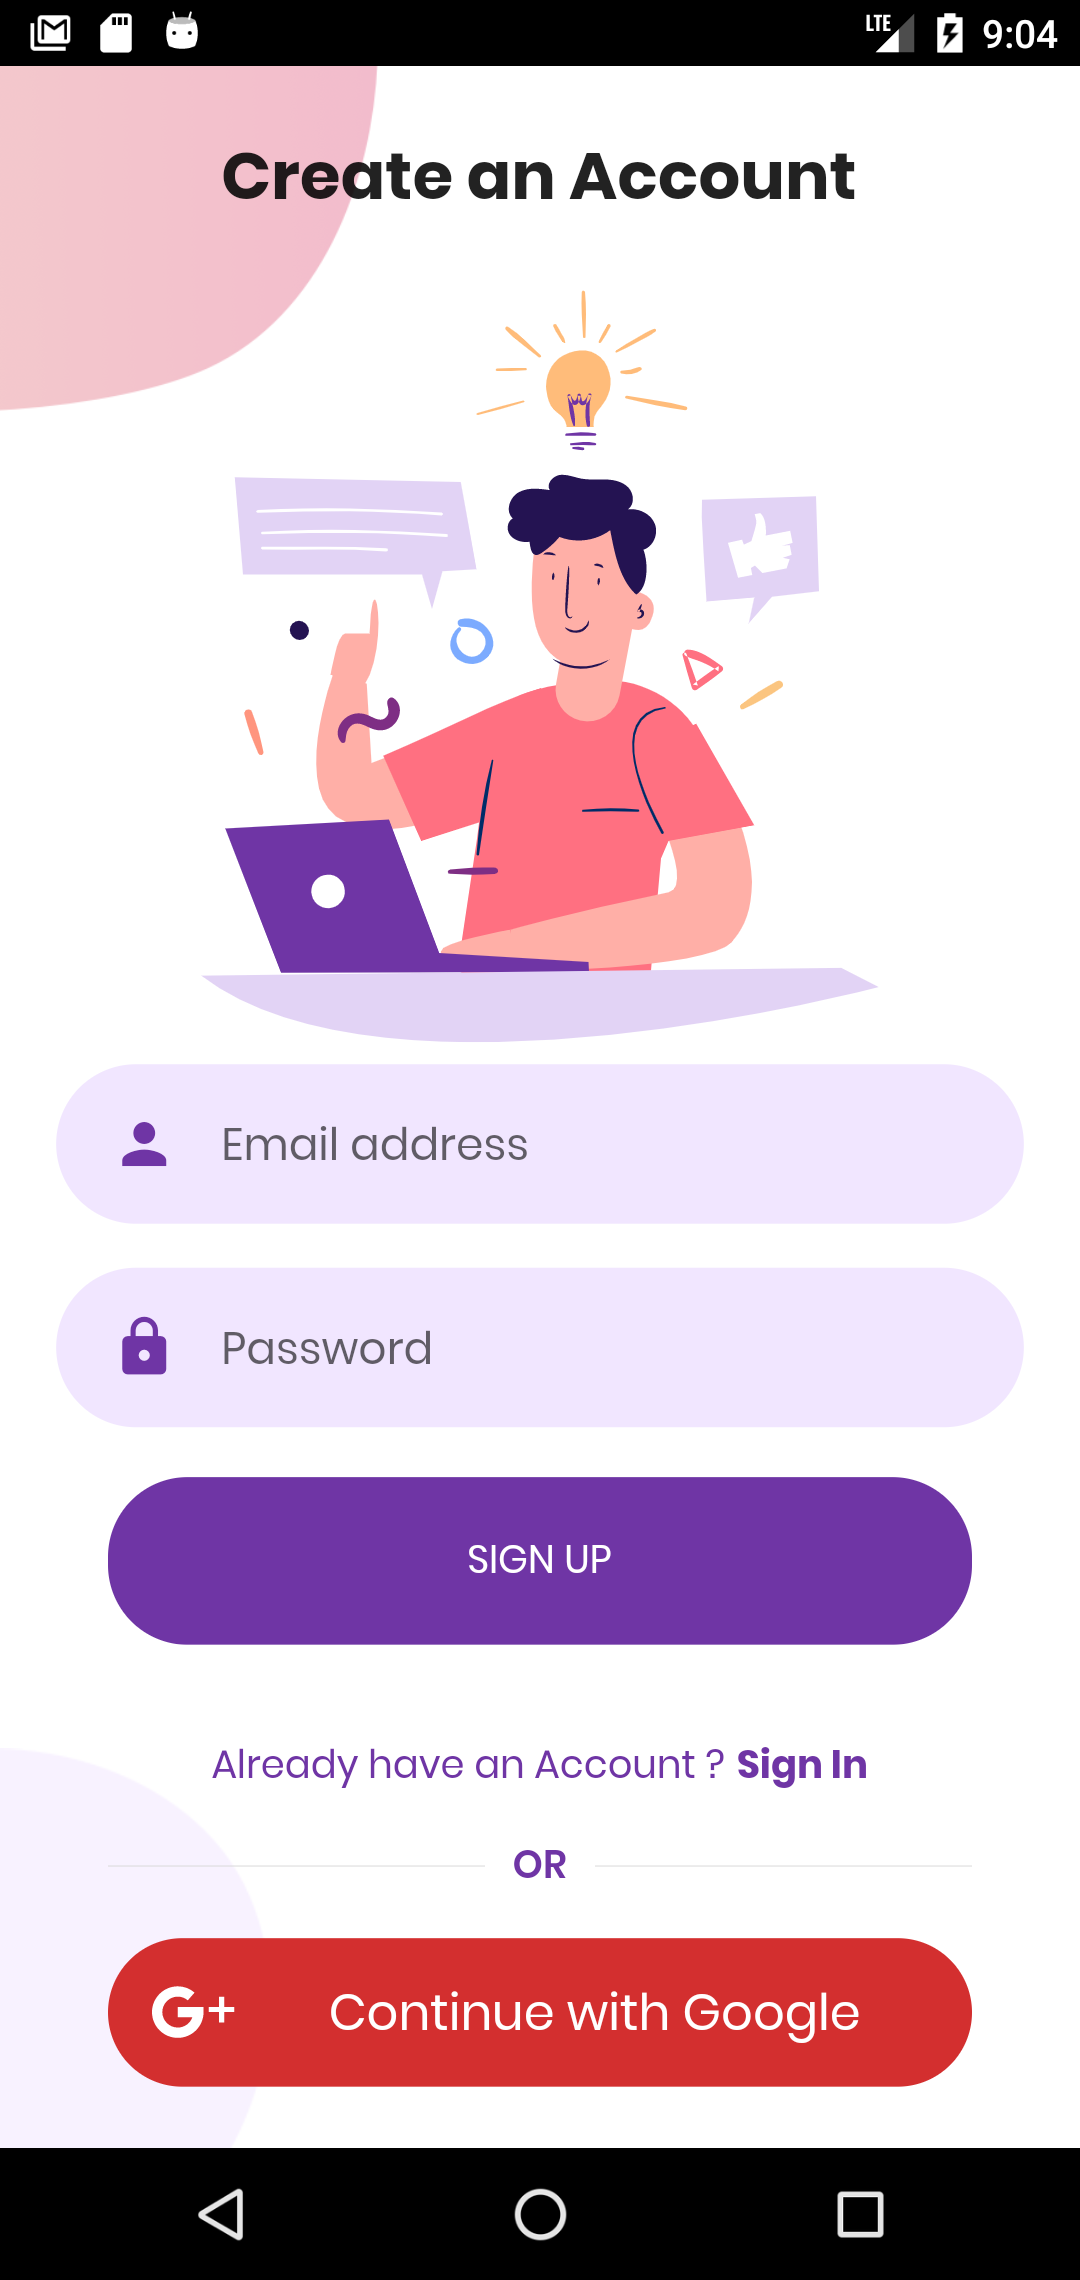 LTE 9:04
Create an Account
Email address
Password
SIGN UP
Already have an Account ? Sign In
OR
G+ Continue with Google